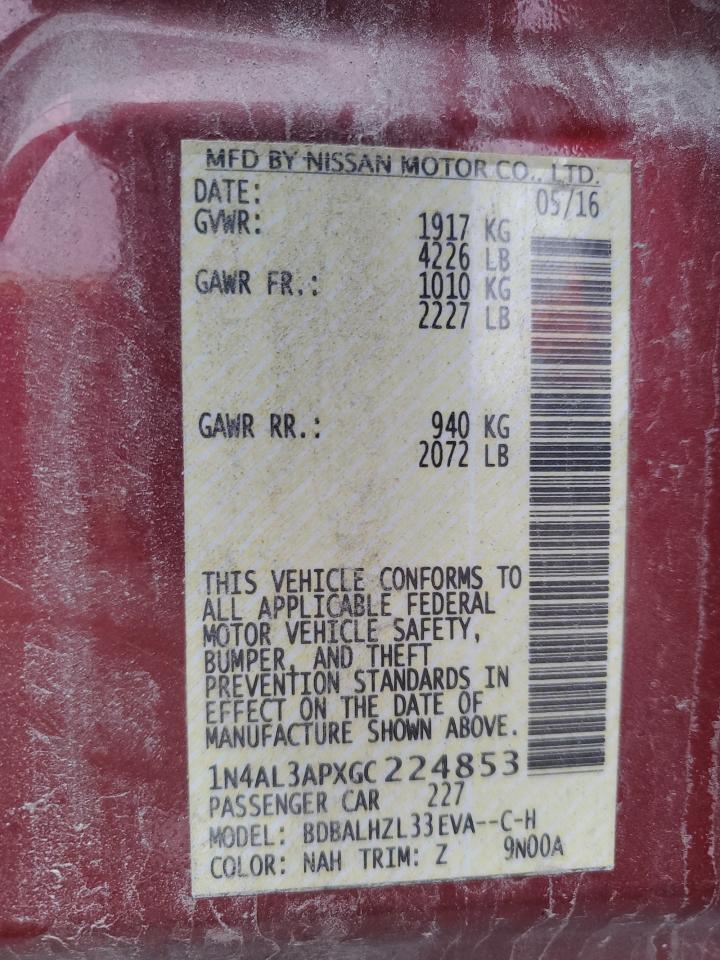 MFD BY NISSAN MOTOR CO., LTD.
DATE: 05/16
GVWR: 1917 KG
4226 LB
GAWR FR.: 1010 KG
2227 LB
GAWR RR.: 940 KG
2072 LB
THIS VEHICLE CONFORMS TO
ALL APPLICABLE FEDERAL
MOTOR VEHICLE SAFETY,
BUMPER, AND THEFT
PREVENTION STANDARDS IN
EFFECT ON THE DATE OF
MANUFACTURE SHOWN ABOVE.
1N4AL3APXGC224853
PASSENGER CAR 227
MODEL: BDBALHZL33EVA--C-H
COLOR: NAH TRIM: Z 9N00A